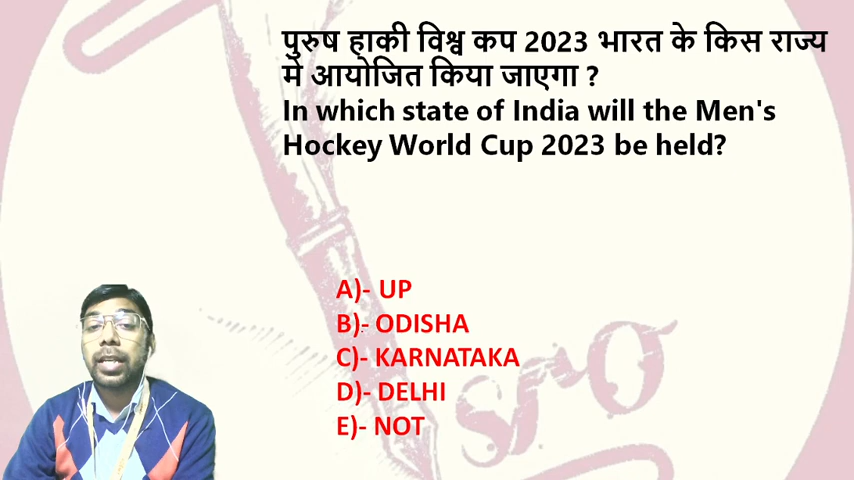 पुरुष हाकी विश्व कप 2023 भारत के किस राज्य
मे आयोजित किया जाएगा ?
In which state of India will the Men's
Hockey World Cup 2023 be held?
A)- UP
B)- ODISHA
C)- KARNATAKA
D)- DELHI
E)- NOT